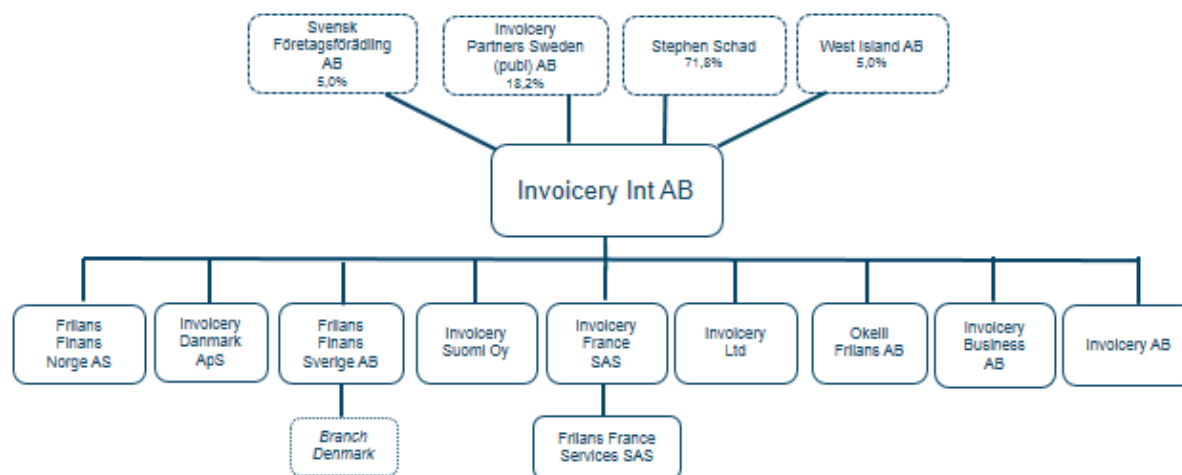 Svensk
Företagsförädling
AB
5,0%
Invoicery
Partners Sweden
(publ) AB
18,2%
Stephen Schad
71,8%
West Island AB
5,0%
Invoicery Int AB
Frilans
Finans
Norge AS
Invoicery
Danmark
ApS
Frilans
Finans
Sverige AB
Invoicery
Suomi Oy
Invoicery
France
SAS
Invoicery
Ltd
Okelli
Frilans AB
Invoicery
Business
AB
Invoicery AB
Branch
Denmark
Frilans France
Services SAS